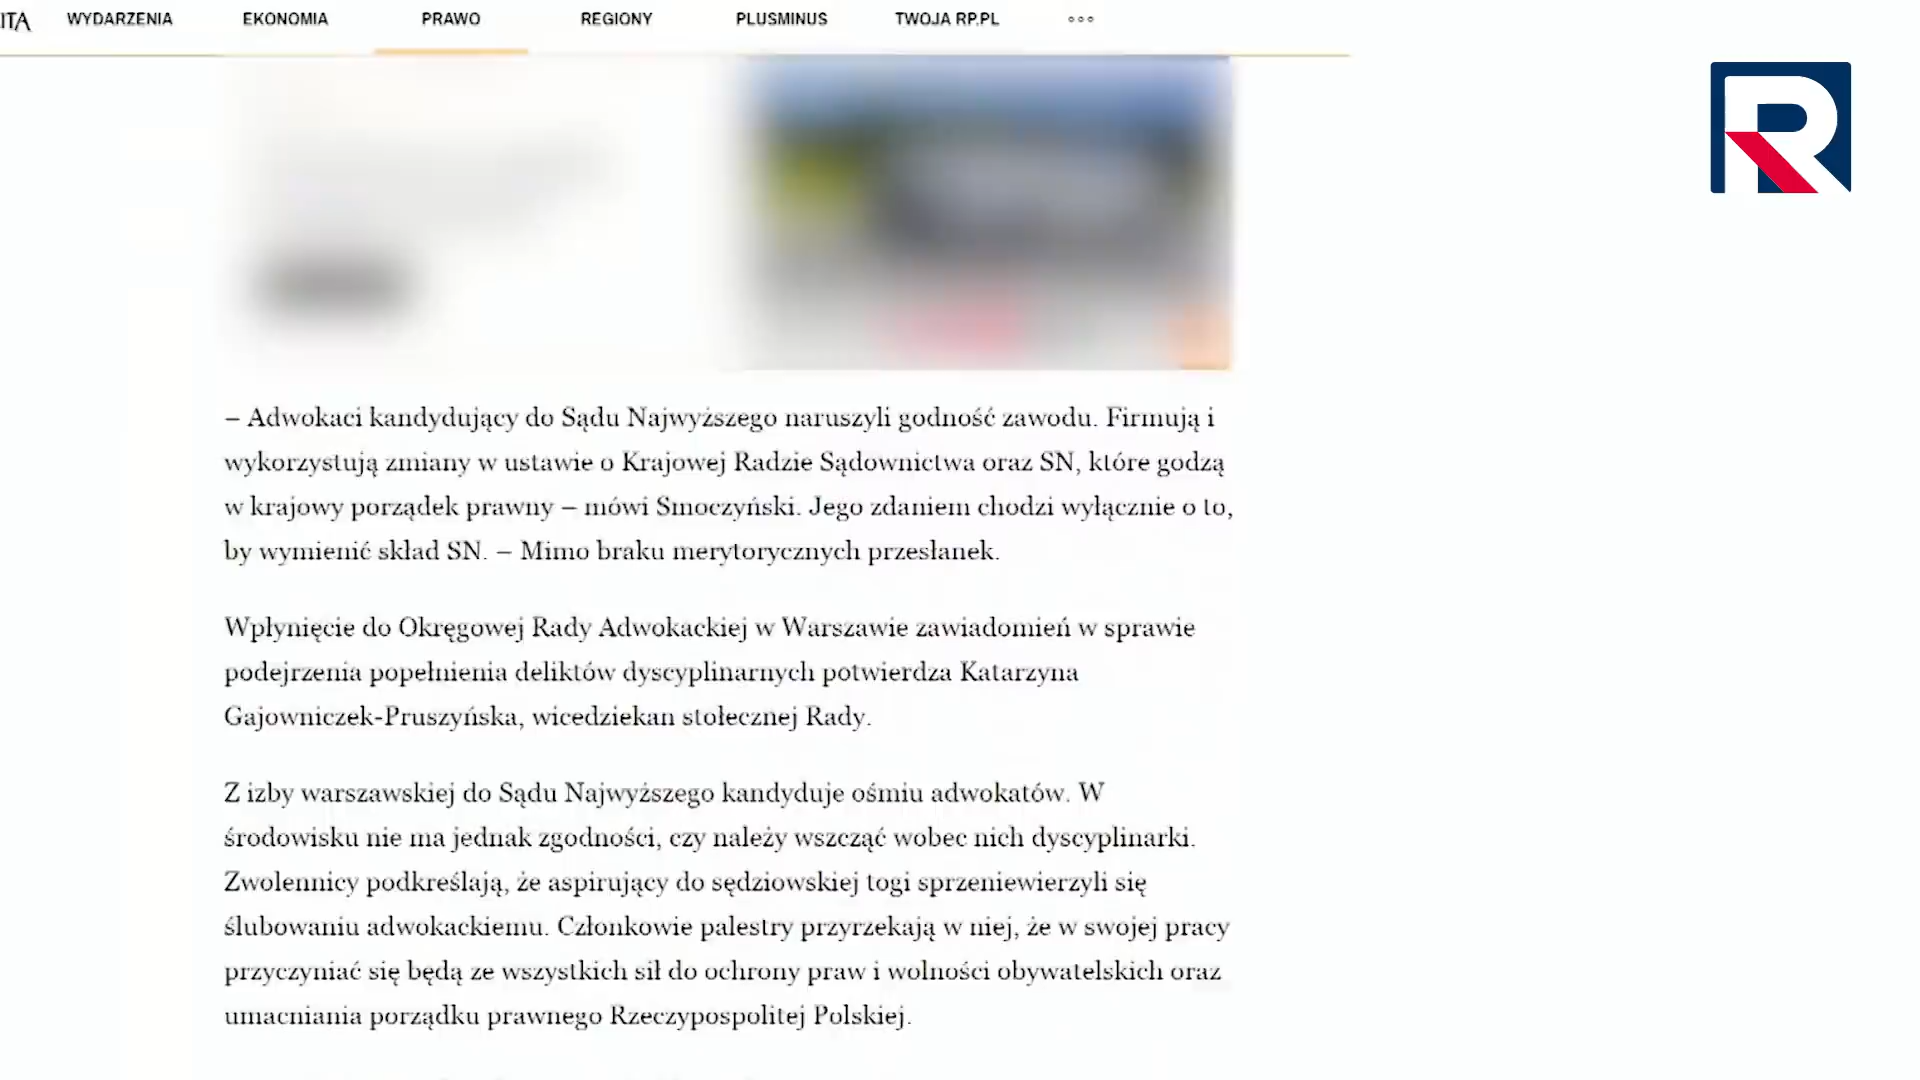 ITA WYDARZENIA EKONOMIA PRAWO REGIONY PLUSMINUS TWOJA RP.PL
– Adwokaci kandydujący do Sądu Najwyższego naruszyli godność zawodu. Firmują i
wykorzystują zmiany w ustawie o Krajowej Radzie Sądownictwa oraz SN, które godzą
w krajowy porządek prawny – mówi Smoczyński. Jego zdaniem chodzi wyłącznie o to,
by wymienić skład SN. – Mimo braku merytorycznych przesłanek.
Wpłynięcie do Okręgowej Rady Adwokackiej w Warszawie zawiadomień w sprawie
podejrzenia popełnienia deliktów dyscyplinarnych potwierdza Katarzyna
Gajowniczek-Pruszyńska, wicedziekan stołecznej Rady.
Z izby warszawskiej do Sądu Najwyższego kandyduje ośmiu adwokatów. W
środowisku nie ma jednak zgodności, czy należy wszcząć wobec nich dyscyplinarki.
Zwolennicy podkreślają, że aspirujący do sędziowskiej togi sprzeniewierzyli się
ślubowaniu adwokackiemu. Członkowie palestry przyrzekają w niej, że w swojej pracy
przyczyniać się będą ze wszystkich sił do ochrony praw i wolności obywatelskich oraz
umacniania porządku prawnego Rzeczypospolitej Polskiej.
R